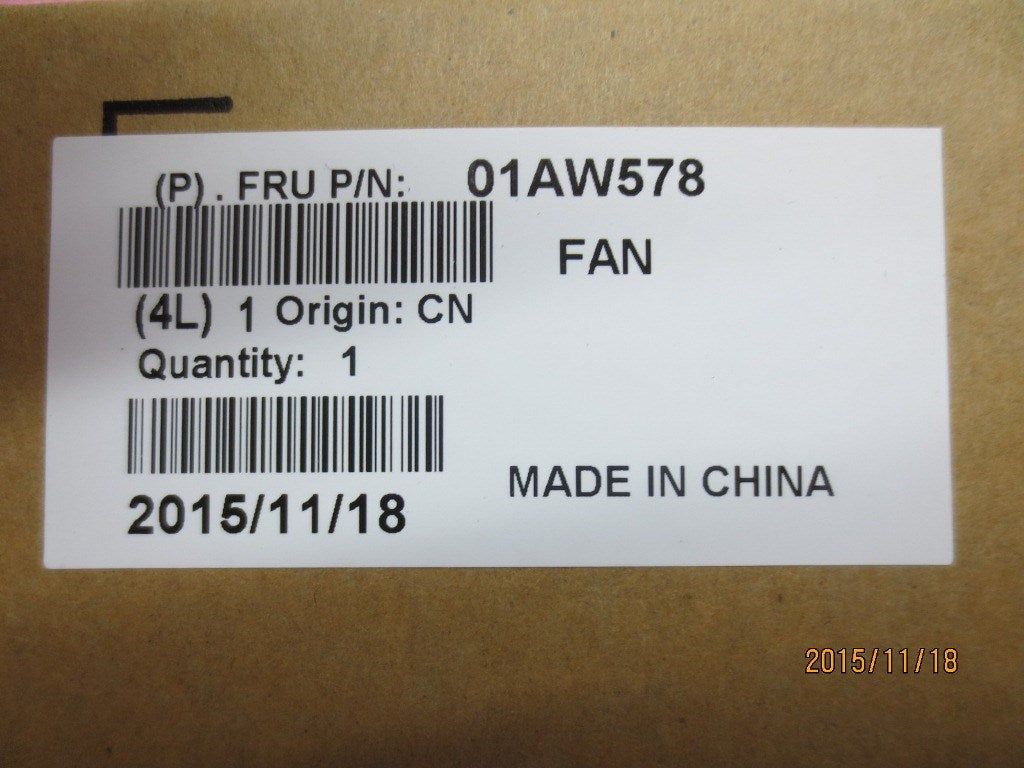 (P) . FRU P/N: 01AW578
FAN
(4L) 1 Origin: CN
Quantity: 1
2015/11/18
MADE IN CHINA
2015/11/18